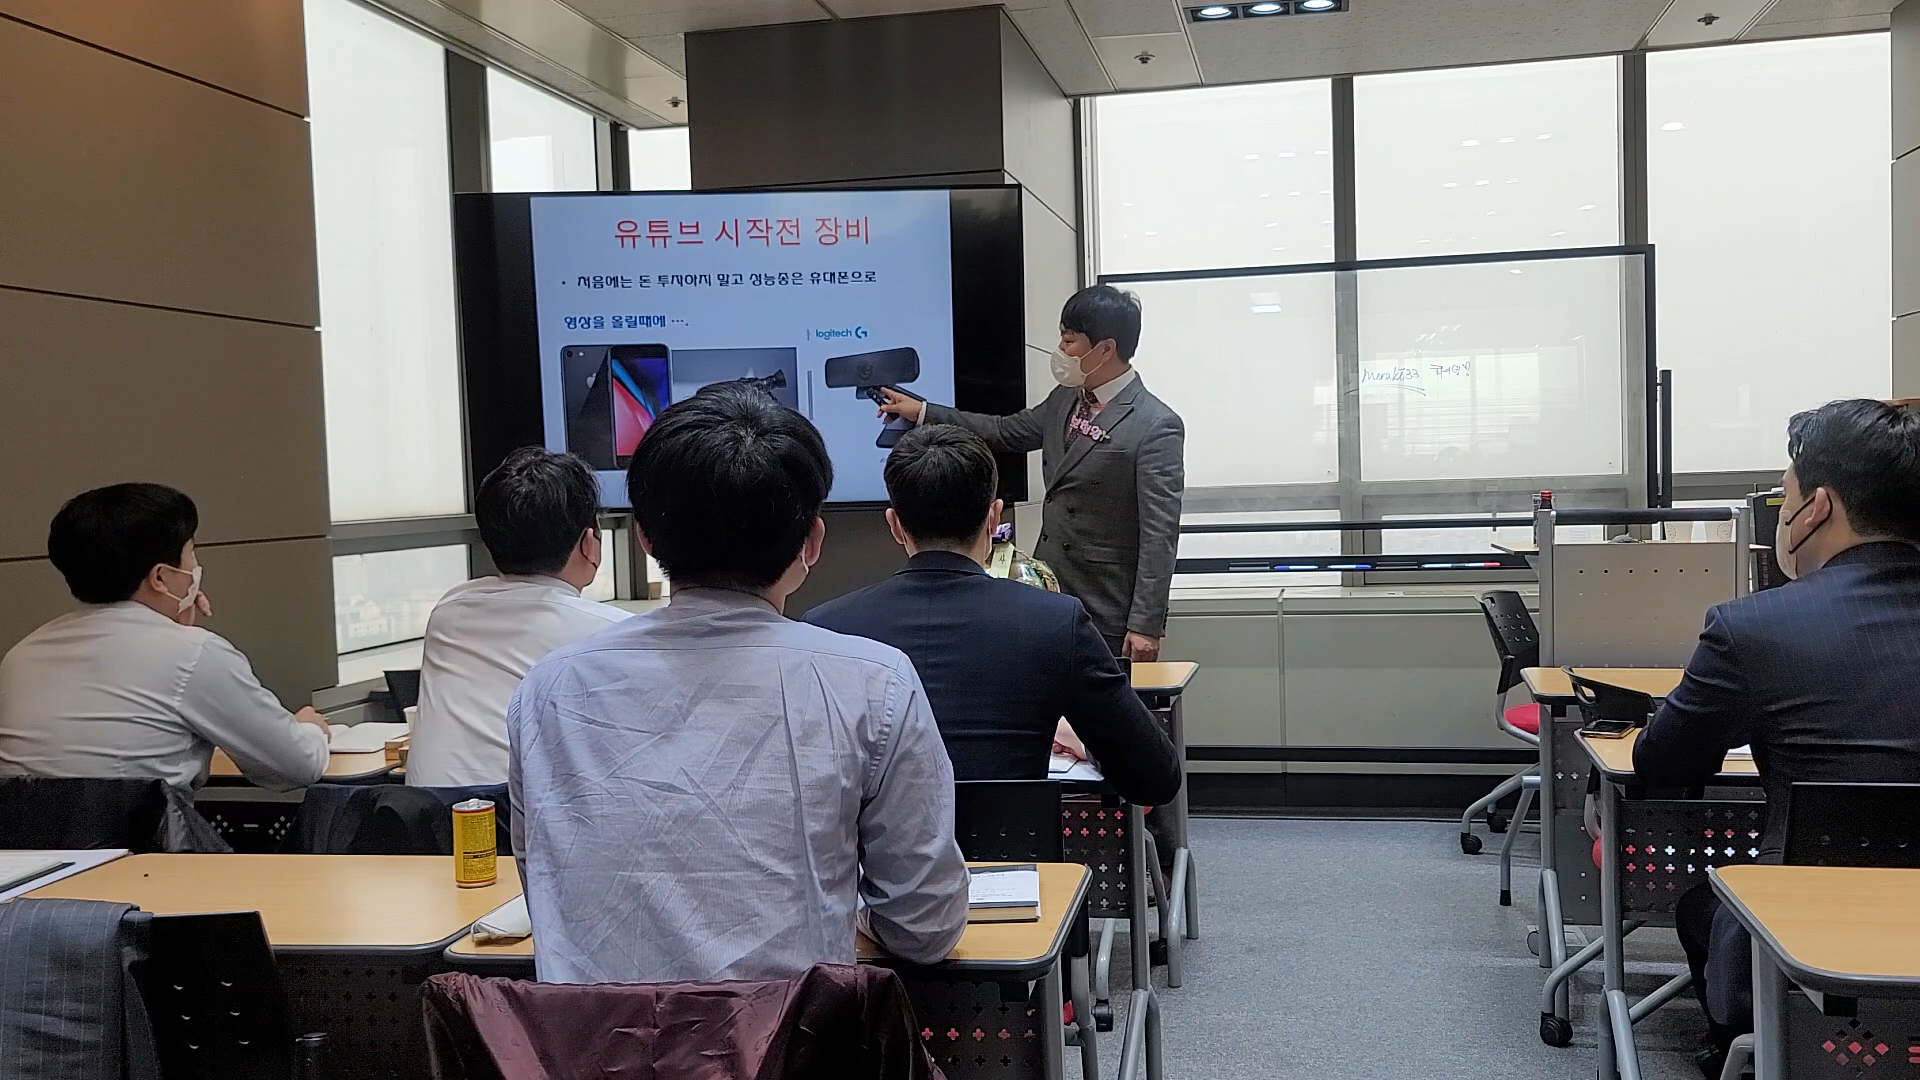 유튜브 시작전 장비
• 처음에는 돈 투자하지 말고 성능좋은 휴대폰으로
영상을 올릴때에 ….
logitech G